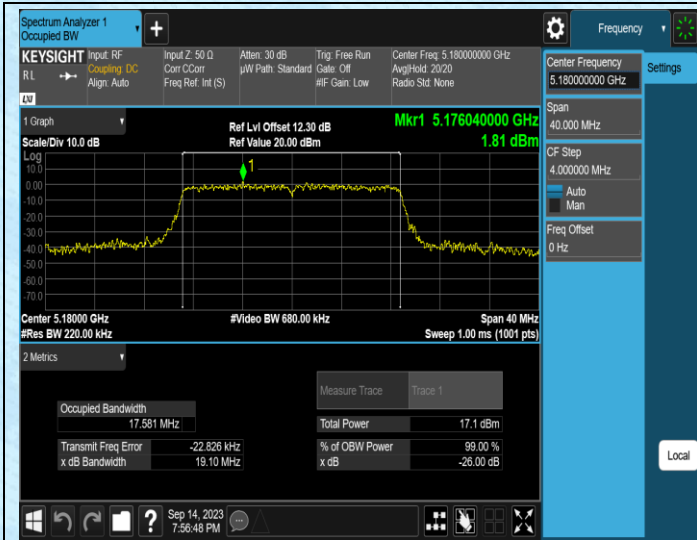 Spectrum Analyzer 1
Occupied BW
+
Frequency
KEYSIGHT
RL
LXI
Input: RF
Coupling: DC
Align: Auto
Input Z: 50 Ω
Corr CCorr
Freq Ref: Int (S)
Atten: 30 dB
µW Path: Standard
Trig: Free Run
Gate: Off
#IF Gain: Low
Center Freq: 5.180000000 GHz
Avg|Hold: 20/20
Radio Std: None
Center Frequency
5.180000000 GHz
Settings
Span
40.000 MHz
CF Step
4.000000 MHz
Auto
Man
Freq Offset
0 Hz
Local
1 Graph
Scale/Div 10.0 dB
Ref Lvl Offset 12.30 dB
Ref Value 20.00 dBm
Mkr1 5.176040000 GHz
1.81 dBm
Log
10.0
0.00
-10.0
-20.0
-30.0
-40.0
-50.0
-60.0
-70.0
1
Center 5.18000 GHz
#Res BW 220.00 kHz
#Video BW 680.00 kHz
Span 40 MHz
Sweep 1.00 ms (1001 pts)
2 Metrics
Measure Trace
Trace 1
Occupied Bandwidth
17.581 MHz
Total Power
17.1 dBm
Transmit Freq Error
-22.826 kHz
% of OBW Power
99.00 %
x dB Bandwidth
19.10 MHz
x dB
-26.00 dB
?
Sep 14, 2023
7:56:48 PM